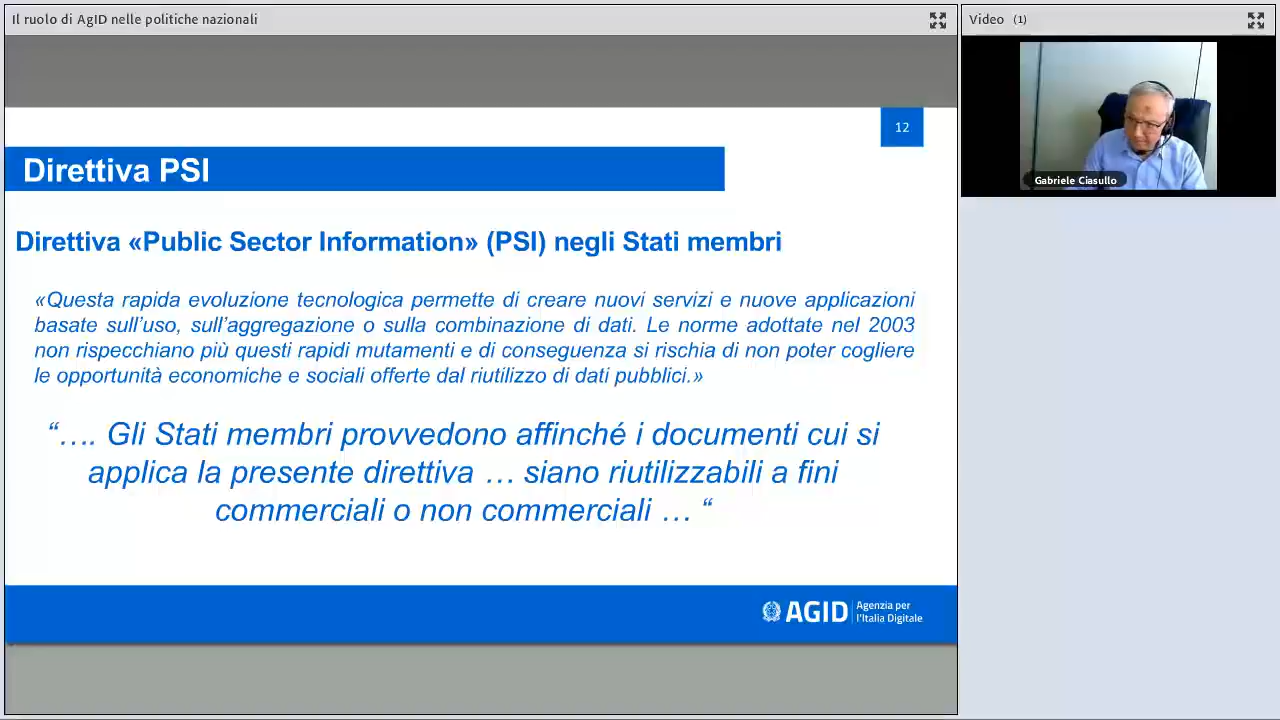 Il ruolo di AgID nelle politiche nazionali
Video (1)
12
Direttiva PSI
Direttiva «Public Sector Information» (PSI) negli Stati membri
«Questa rapida evoluzione tecnologica permette di creare nuovi servizi e nuove applicazioni
basate sull'uso, sull'aggregazione o sulla combinazione di dati. Le norme adottate nel 2003
non rispecchiano più questi rapidi mutamenti e di conseguenza si rischia di non poter cogliere
le opportunità economiche e sociali offerte dal riutilizzo di dati pubblici.»
“…. Gli Stati membri provvedono affinché i documenti cui si
applica la presente direttiva … siano riutilizzabili a fini
commerciali o non commerciali … “
AGID Agenzia per
l'Italia Digitale
Gabriele Ciasullo